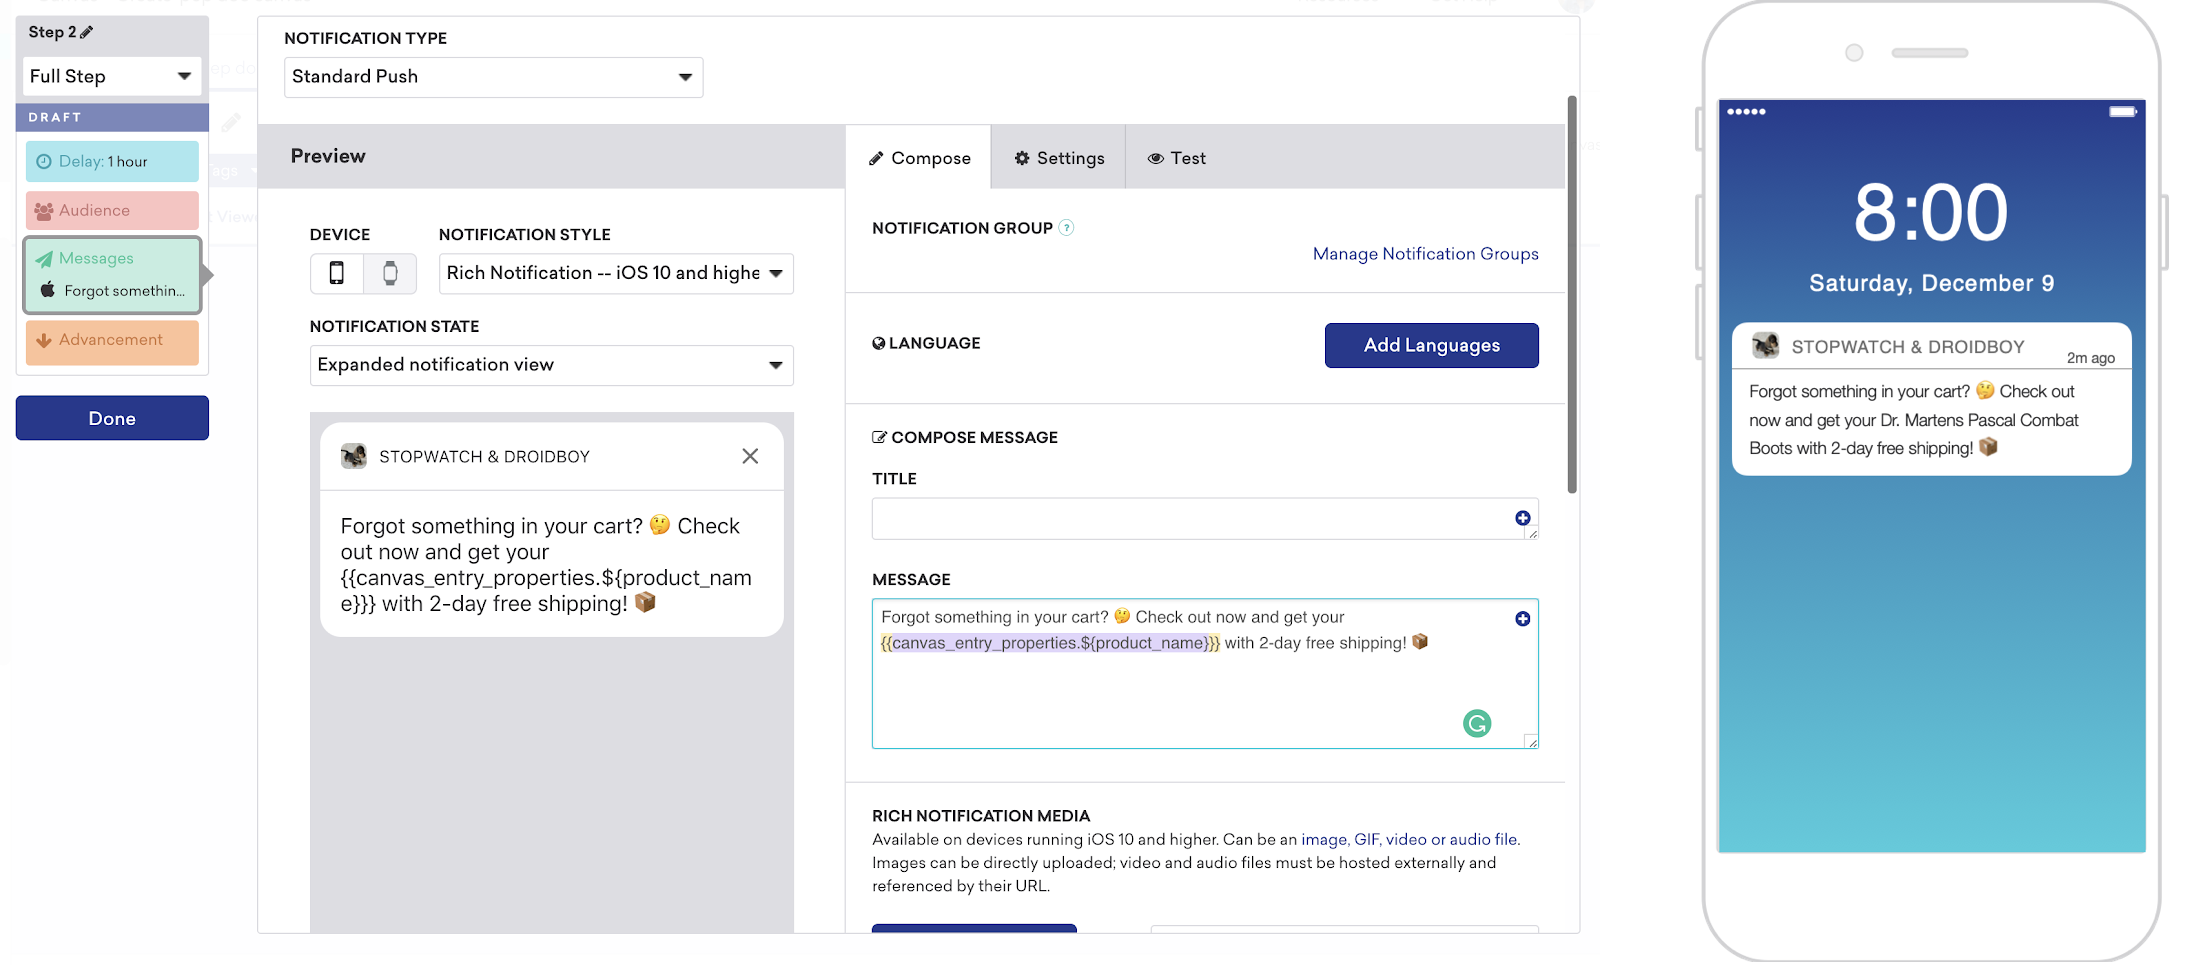 Step 2
Full Step
DRAFT
Delay: 1 hour
Audience
Messages
Forgot somethin...
Advancement
Done
NOTIFICATION TYPE
Standard Push
Preview
DEVICE
NOTIFICATION STYLE
Rich Notification -- iOS 10 and highe
NOTIFICATION STATE
Expanded notification view
STOPWATCH & DROIDBOY
Forgot something in your cart? 🤔 Check
out now and get your
{{canvas_entry_properties.${product_nam
e}}} with 2-day free shipping! 📦
Compose
Settings
Test
NOTIFICATION GROUP ?
Manage Notification Groups
LANGUAGE
Add Languages
COMPOSE MESSAGE
TITLE
MESSAGE
Forgot something in your cart? 🤔 Check out now and get your
{{canvas_entry_properties.${product_name}}} with 2-day free shipping! 📦
RICH NOTIFICATION MEDIA
Available on devices running iOS 10 and higher. Can be an image, GIF, video or audio file.
Images can be directly uploaded; video and audio files must be hosted externally and
referenced by their URL.
8:00
Saturday, December 9
STOPWATCH & DROIDBOY
2m ago
Forgot something in your cart? 🤔 Check out
now and get your Dr. Martens Pascal Combat
Boots with 2-day free shipping! 📦